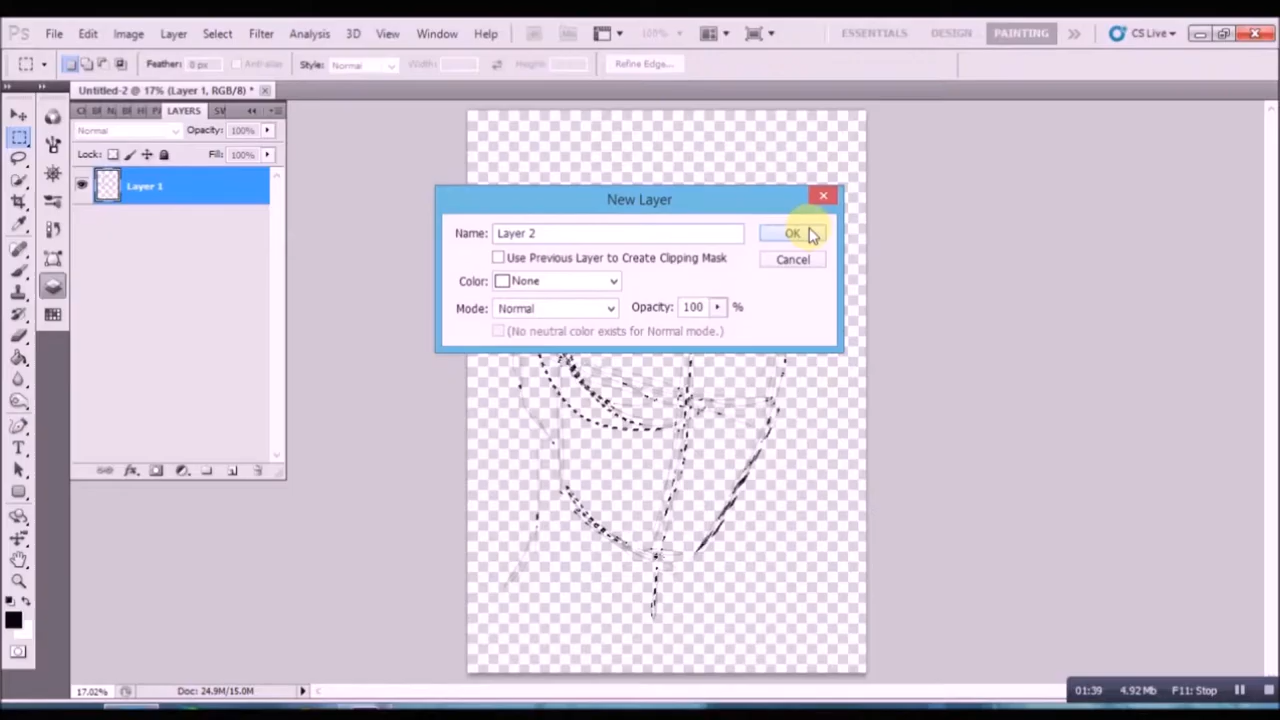 Ps File Edit Image Layer Select Filter Analysis 3D View Window Help 100% ESSENTIALS DESIGN PAINTING CS Live
Feather: 0 px Anti-alias Style: Normal Width: Height: Refine Edge...
Untitled-2 @ 17% (Layer 1, RGB/8) *
LAYERS
Normal Opacity: 100%
Lock: Fill: 100%
Layer 1
New Layer
Name: Layer 2 OK
Use Previous Layer to Create Clipping Mask Cancel
Color: None
Mode: Normal Opacity: 100 %
(No neutral color exists for Normal mode.)
17.02% Doc: 24.9M/15.0M
01:39 4.92 Mb F11: Stop